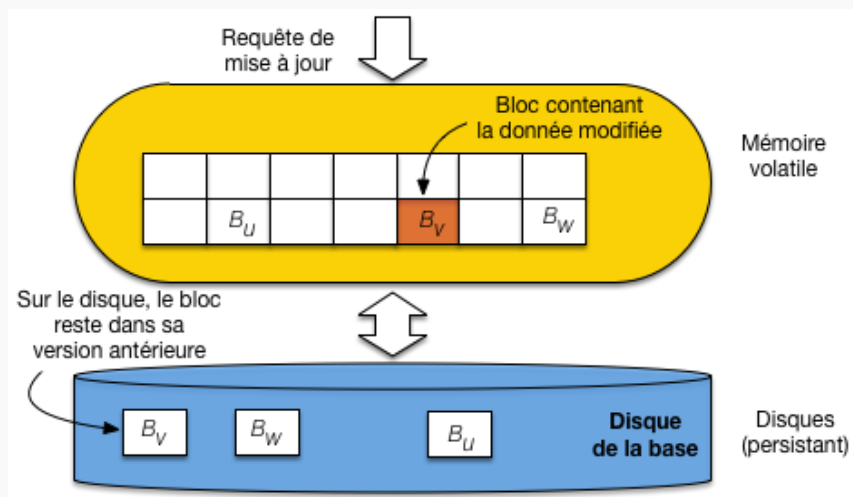 Requête de
mise à jour
Bloc contenant
la donnée modifiée
Mémoire
volatile
Bu
Bv
Bw
Sur le disque, le bloc
reste dans sa
version antérieure
Bv
Bw
Bu
Disque
de la base
Disques
(persistant)